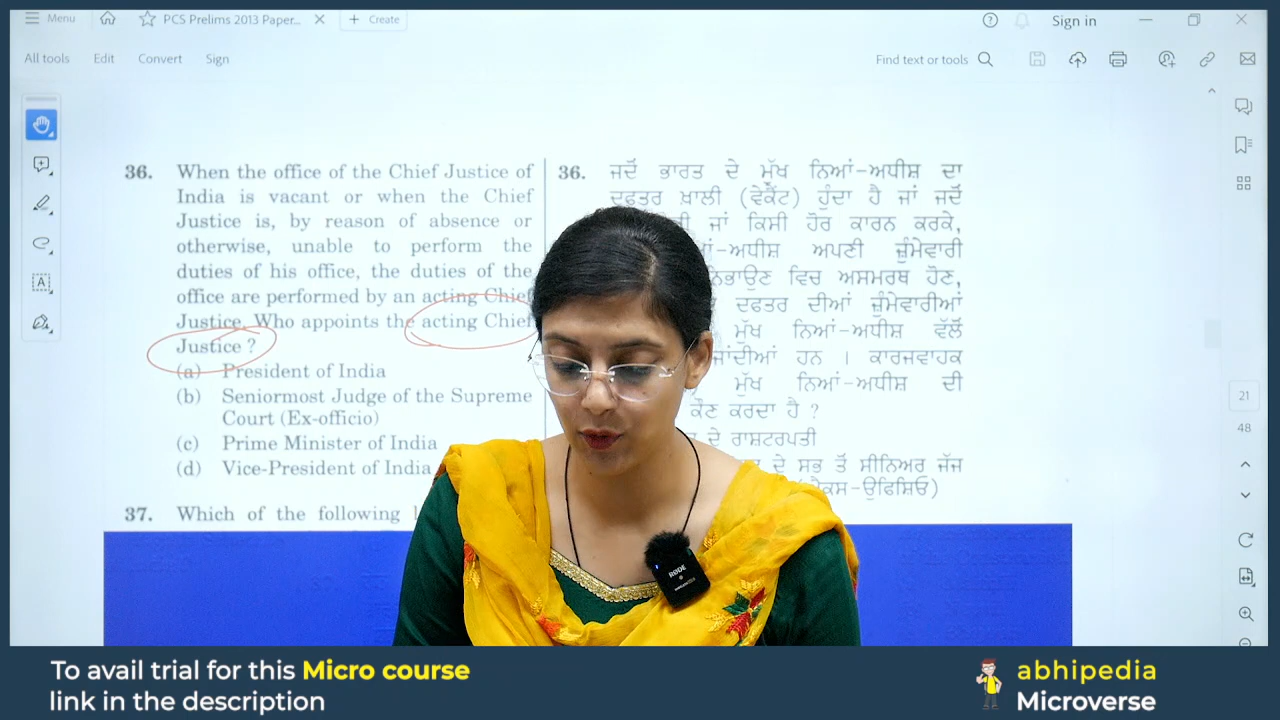 Menu
PCS Prelims 2013 Paper...
+ Create
Sign in
All tools Edit Convert Sign
Find text or tools
36. When the office of the Chief Justice of
India is vacant or when the Chief
Justice is, by reason of absence or
otherwise, unable to perform the
duties of his office, the duties of the
office are performed by an acting Chief
Justice. Who appoints the acting Chief
Justice ?
(a) President of India
(b) Seniormost Judge of the Supreme
Court (Ex-officio)
(c) Prime Minister of India
(d) Vice-President of India
37. Which of the following
36. ਜਦੋਂ ਭਾਰਤ ਦੇ ਮੁੱਖ ਨਿਆਂ-ਅਧੀਸ਼ ਦਾ
ਦਫਤਰ ਖ਼ਾਲੀ (ਵੇਕੈਂਟ) ਹੁੰਦਾ ਹੈ ਜਾਂ ਜਦੋਂ
ਜਾਂ ਕਿਸੀ ਹੋਰ ਕਾਰਨ ਕਰਕੇ,
-ਅਧੀਸ਼ ਅਪਣੀ ਜ਼ੁੰਮੇਵਾਰੀ
ਨਿਭਾਉਣ ਵਿਚ ਅਸਮਰਥ ਹੋਣ,
ਦਫਤਰ ਦੀਆਂ ਜ਼ੁੰਮੇਵਾਰੀਆਂ
ਮੁੱਖ ਨਿਆਂ-ਅਧੀਸ਼ ਵੱਲੋਂ
ਜਾਂਦੀਆਂ ਹਨ । ਕਾਰਜਵਾਹਕ
ਮੁੱਖ ਨਿਆਂ-ਅਧੀਸ਼ ਦੀ
ਕੌਣ ਕਰਦਾ ਹੈ ?
ਦੇ ਰਾਸ਼ਟਰਪਤੀ
ਦੇ ਸਭ ਤੋਂ ਸੀਨਿਅਰ ਜੱਜ
(ਐਕਸ-ਉਫਿਸ਼ਿਓ)
21
48
RODE
To avail trial for this Micro course
link in the description
abhipedia
Microverse